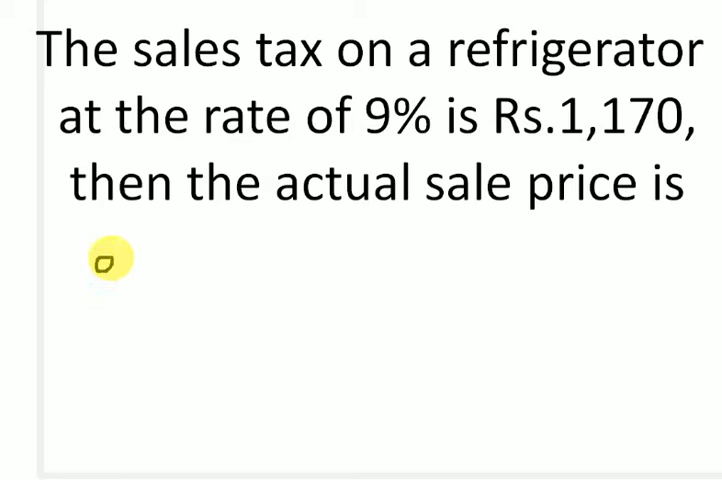 The sales tax on a refrigerator
at the rate of 9% is Rs.1,170,
then the actual sale price is